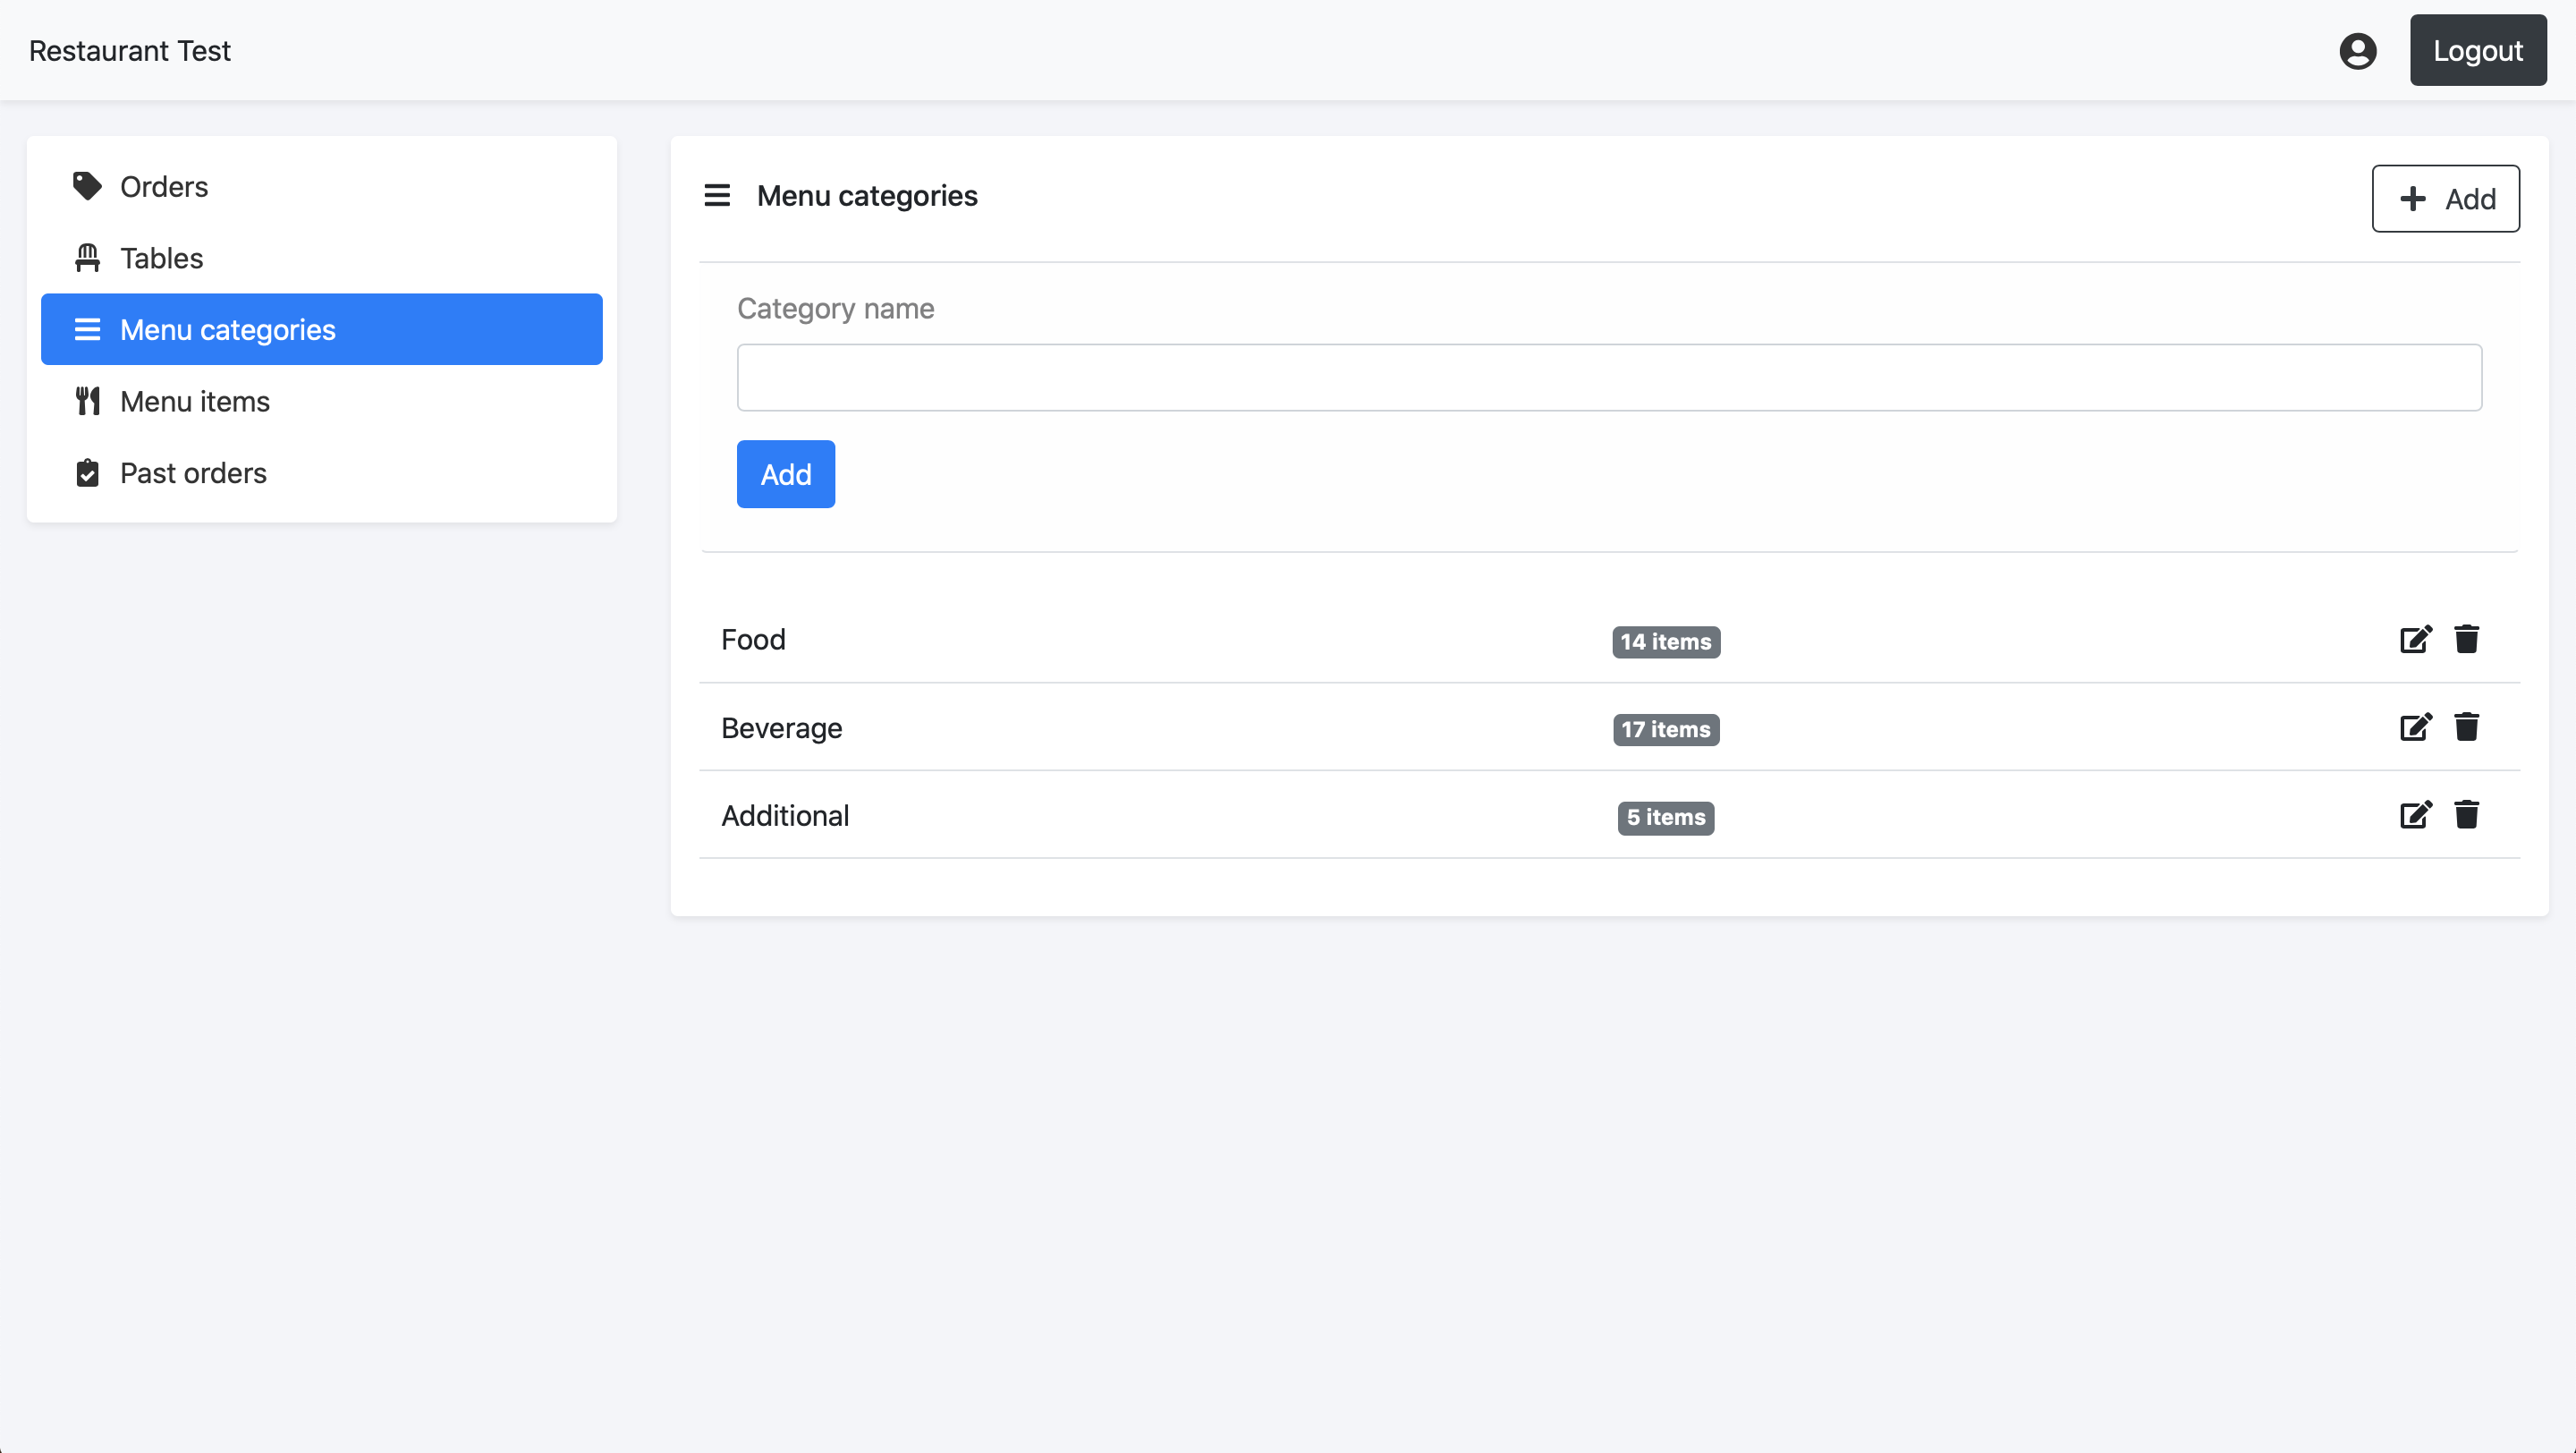 Restaurant Test
Logout
Orders
Tables
Menu categories
Menu items
Past orders
Menu categories
Add
Category name
Add
Food 14 items
Beverage 17 items
Additional 5 items